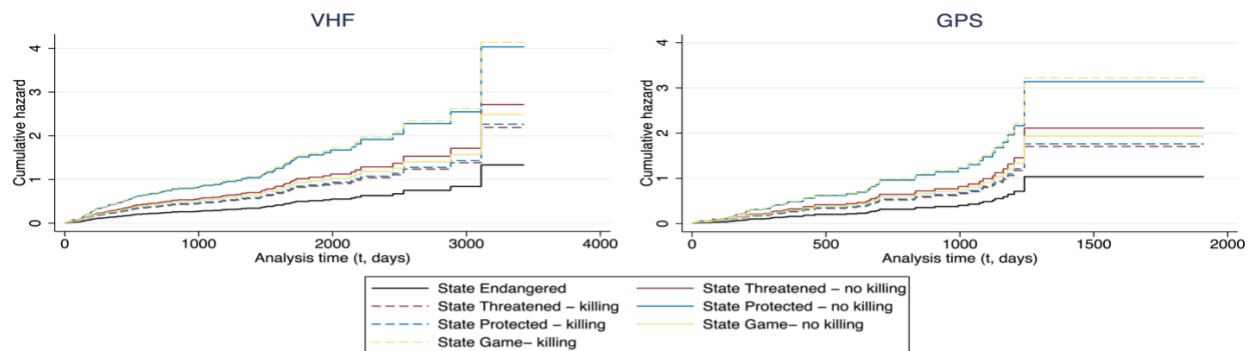 VHF
GPS
Cumulative hazard
4
3
2
1
0
0
1000
2000
3000
4000
Analysis time (t, days)
Cumulative hazard
4
3
2
1
0
0
500
1000
1500
2000
Analysis time (t, days)
State Endangered
State Threatened – no killing
State Threatened – killing
State Protected – no killing
State Protected – killing
State Game– no killing
State Game– killing